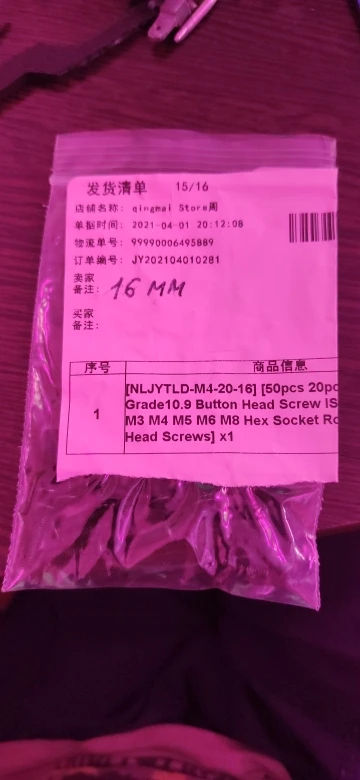 发货清单 15/16
店铺名称: qingmai Store周
单据时间: 2021-04-01 20:12:08
物流单号: 99990006495889
订单编号: JY202104010281
卖家
备注: 16 MM
买家
备注:
序号 商品信息
1 [NLJYTLD-M4-20-16] [50pcs 20pc
Grade10.9 Button Head Screw IS
M3 M4 M5 M6 M8 Hex Socket Ro
Head Screws] x1